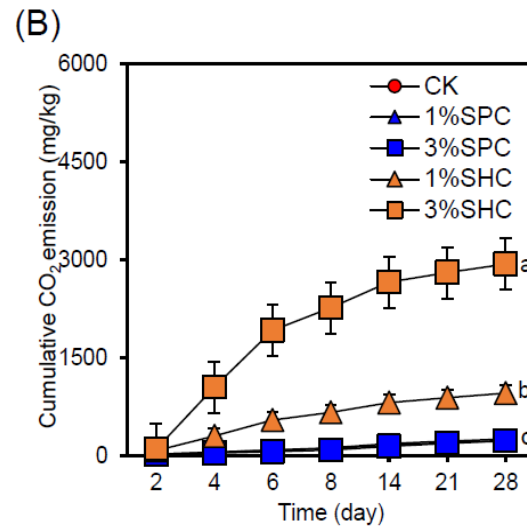 (B)
Cumulative CO₂ emission (mg/kg)
6000
4500
3000
1500
0
CK
1%SPC
3%SPC
1%SHC
3%SHC
a
b
2 4 6 8 14 21 28
Time (day)